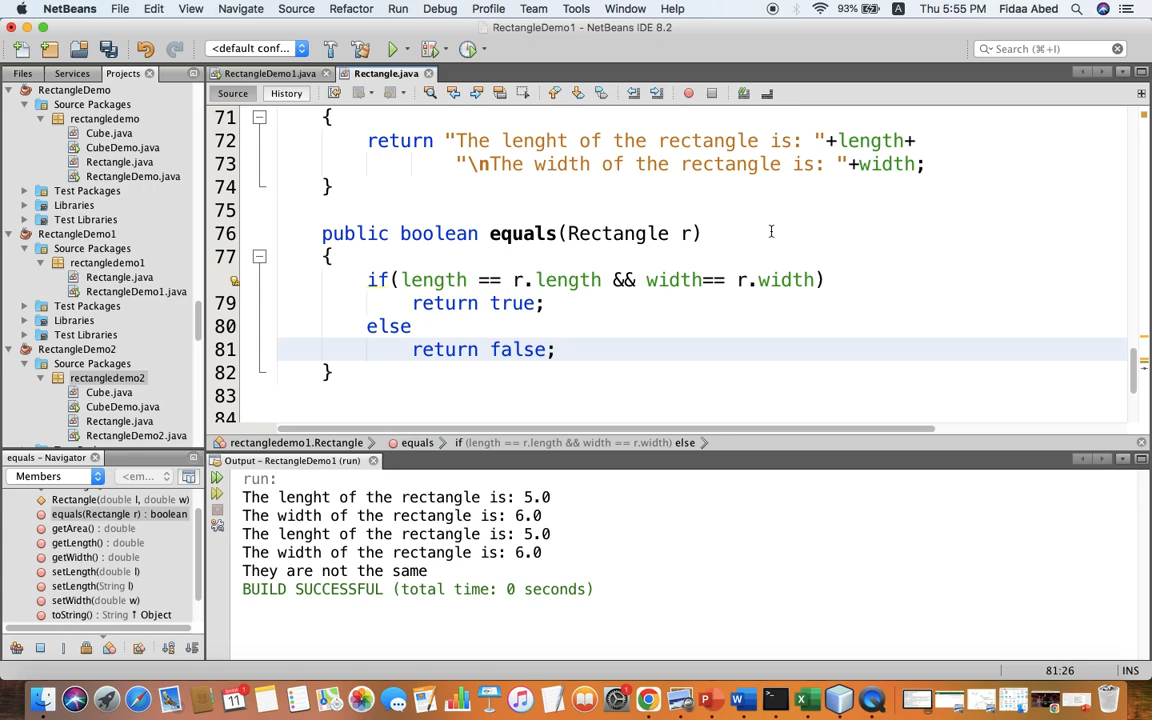 NetBeans File Edit View Navigate Source Refactor Run Debug Profile Team Tools Window Help 93% A Thu 5:55 PM Fidaa Abed
RectangleDemo1 - NetBeans IDE 8.2
<default conf... Search (⌘+I)
Files Services Projects RectangleDemo1.java Rectangle.java
Source History
RectangleDemo
Source Packages
rectangledemo
Cube.java
CubeDemo.java
Rectangle.java
RectangleDemo.java
Test Packages
Libraries
Test Libraries
RectangleDemo1
Source Packages
rectangledemo1
Rectangle.java
RectangleDemo1.java
Test Packages
Libraries
Test Libraries
RectangleDemo2
Source Packages
rectangledemo2
Cube.java
CubeDemo.java
Rectangle.java
RectangleDemo2.java
71 {
72 return "The lenght of the rectangle is: "+length+
73 "\nThe width of the rectangle is: "+width;
74 }
75
76 public boolean equals(Rectangle r)
77 {
if(length == r.length && width== r.width)
79 return true;
80 else
81 return false;
82 }
83
84
rectangledemo1.Rectangle equals if (length == r.length && width == r.width) else
equals - Navigator
Members <em...
Rectangle(double l, double w)
equals(Rectangle r) : boolean
getArea() : double
getLength() : double
getWidth() : double
setLength(double l)
setLength(String l)
setWidth(double w)
toString() : String ↑ Object
Output - RectangleDemo1 (run)
run:
The lenght of the rectangle is: 5.0
The width of the rectangle is: 6.0
The lenght of the rectangle is: 5.0
The width of the rectangle is: 6.0
They are not the same
BUILD SUCCESSFUL (total time: 0 seconds)
81:26 INS